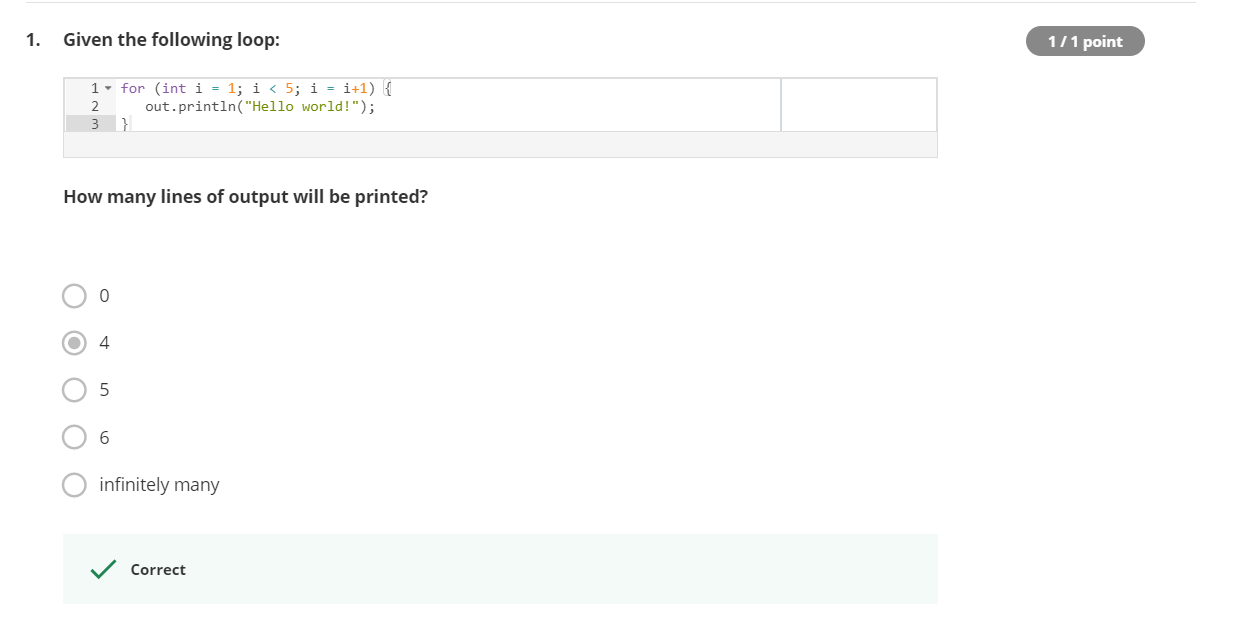 1. Given the following loop:
1 / 1 point
1 for (int i = 1; i < 5; i = i+1) {
2 out.println("Hello world!");
3 }
How many lines of output will be printed?
0
4
5
6
infinitely many
Correct